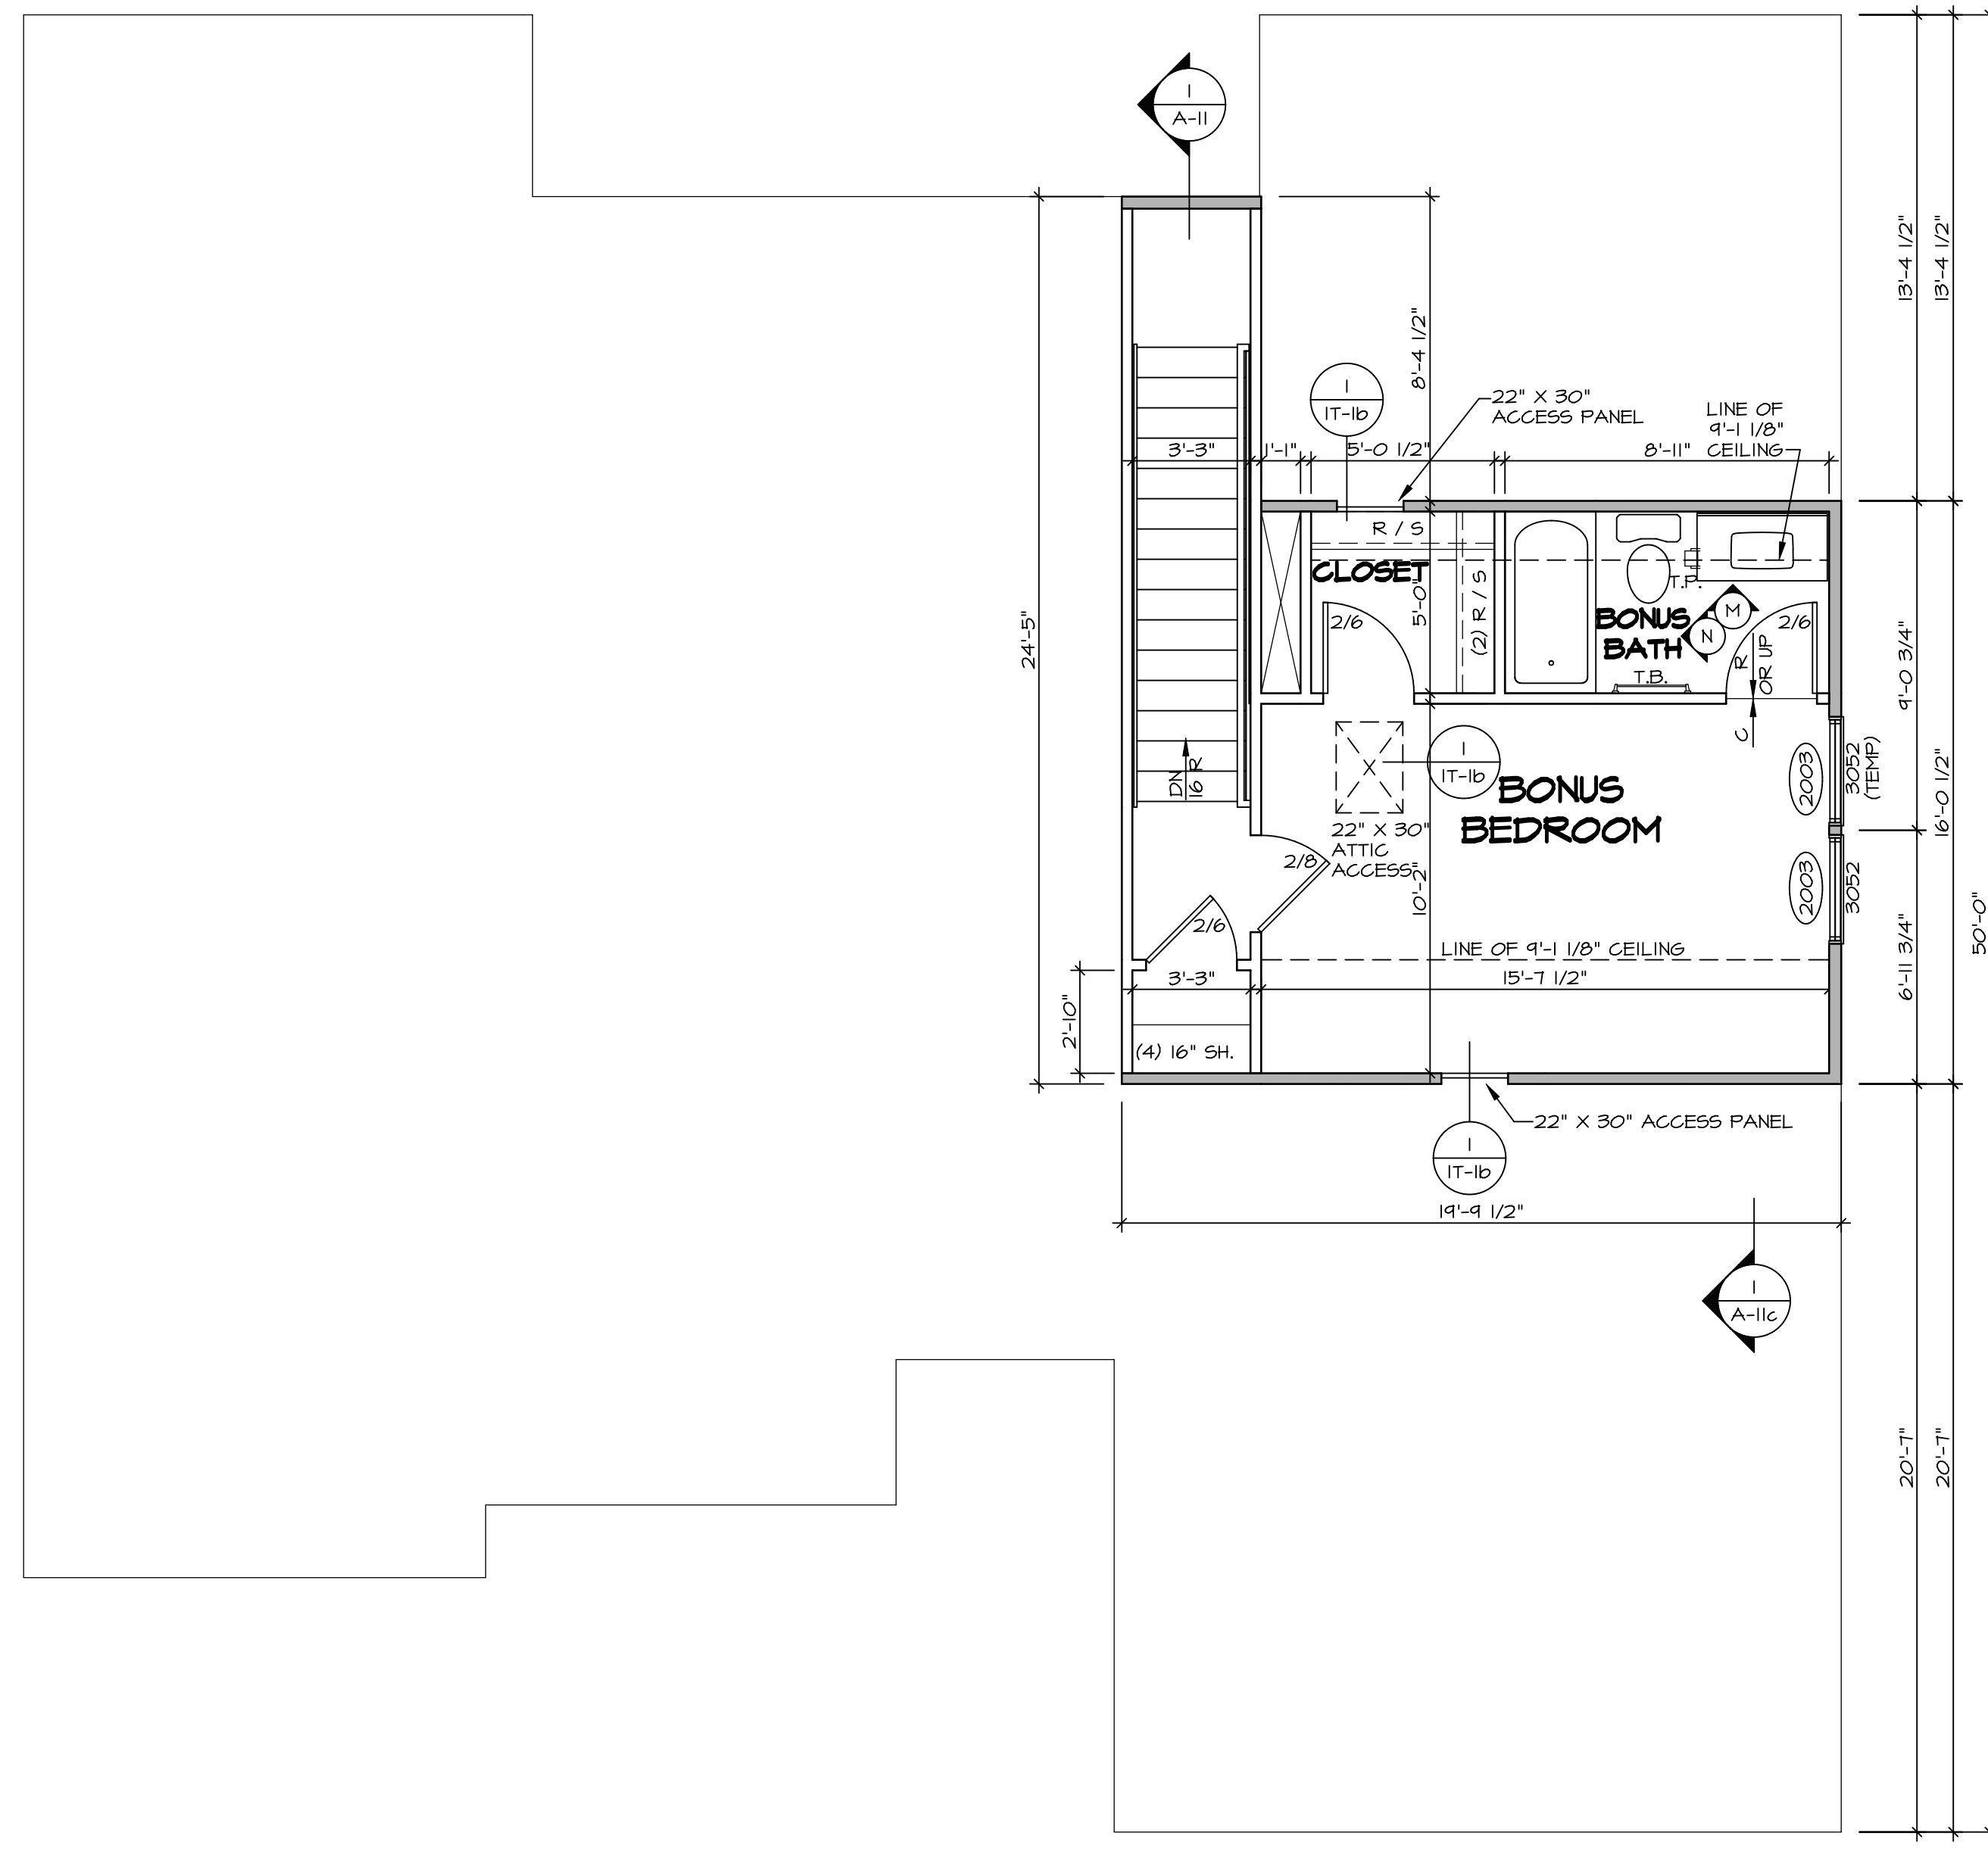 1
A-11
13'-4 1/2"
13'-4 1/2"
8'-4 1/2"
1
IT-1b
22" X 30"
ACCESS PANEL
LINE OF
9'-1 1/8"
CEILING
3'-3"
1'-1"
5'-0 1/2"
8'-11"
R / S
CLOSET
5'-0"
(2) R / S
2/6
T.P.
BONUS
BATH
M
N
2/6
R
OR UP
T.B.
C
24'-5"
9'-0 3/4"
DN
16 R
1
IT-1b
BONUS
BEDROOM
2003
3052
(TEMP)
16'-0 1/2"
22" X 30"
ATTIC
ACCESS
2/8
10'-2"
2003
3052
2/6
6'-11 3/4"
50'-0"
LINE OF 9'-1 1/8" CEILING
3'-3"
15'-7 1/2"
2'-10"
(4) 16" SH.
22" X 30" ACCESS PANEL
1
IT-1b
19'-9 1/2"
1
A-11c
20'-7"
20'-7"